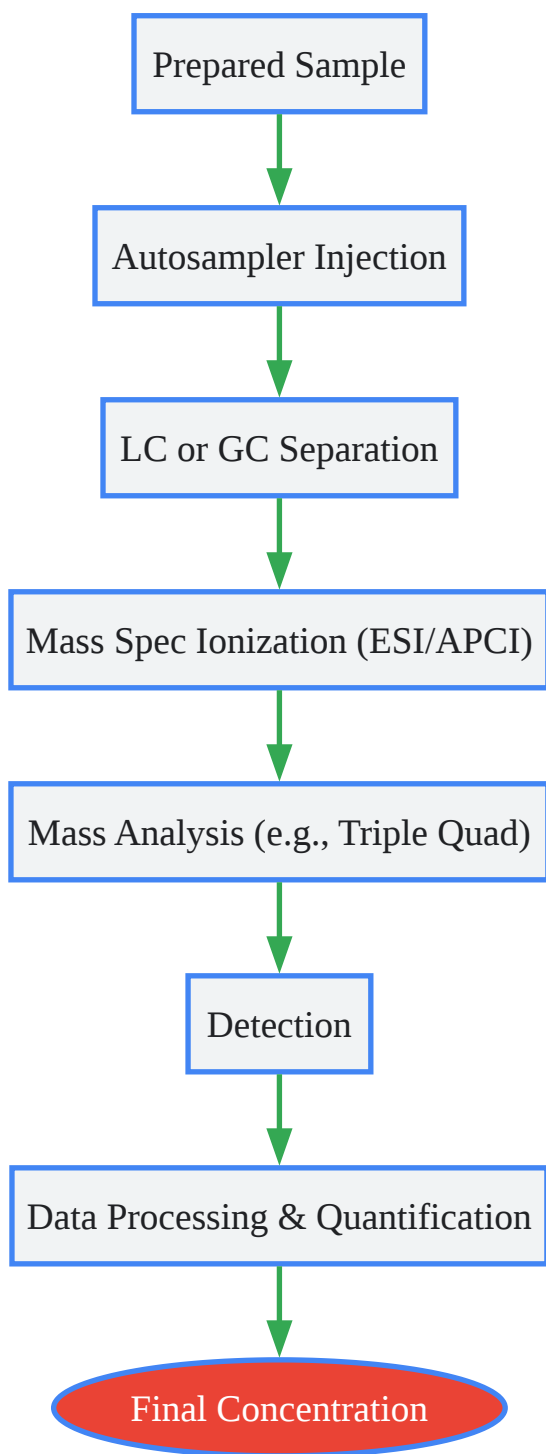 Prepared Sample
Autosampler Injection
LC or GC Separation
Mass Spec Ionization (ESI/APCI)
Mass Analysis (e.g., Triple Quad)
Detection
Data Processing & Quantification
Final Concentration